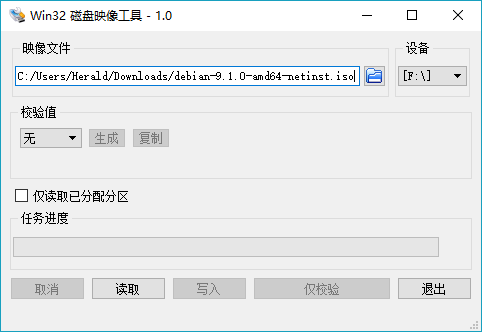 Win32 磁盘映像工具 - 1.0
映像文件
设备
C:/Users/Herald/Downloads/debian-9.1.0-amd64-netinst.iso
[F:\]
校验值
无
生成
复制
仅读取已分配分区
任务进度
取消
读取
写入
仅校验
退出